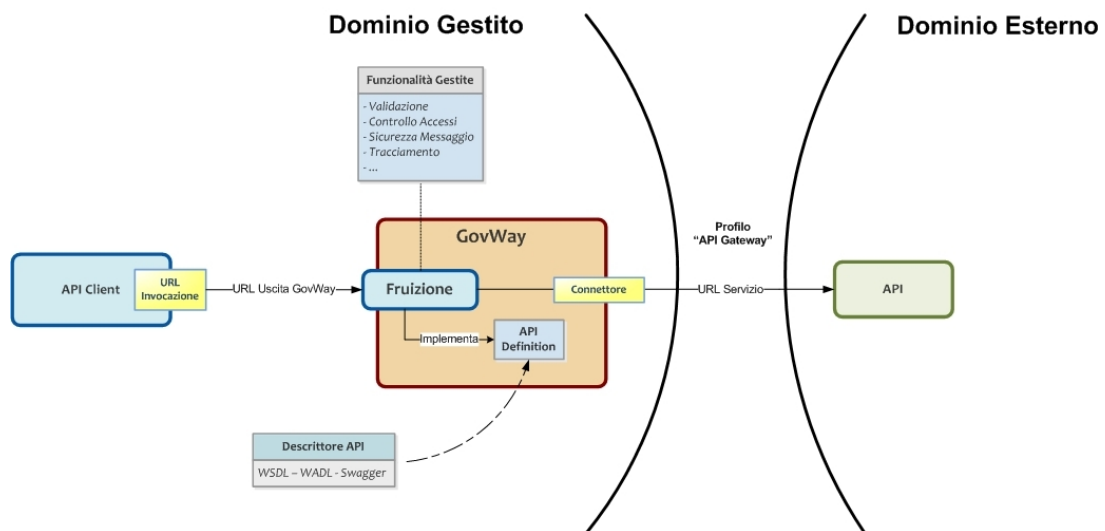 Dominio Gestito
Dominio Esterno
Funzionalità Gestite
- Validazione
- Controllo Accessi
- Sicurezza Messaggio
- Tracciamento
- ...
GovWay
Profilo
“API Gateway”
API Client
URL
Invocazione
URL Uscita GovWay
Fruizione
Connettore
URL Servizio
API
Implementa
API
Definition
Descrittore API
WSDL – WADL - Swagger